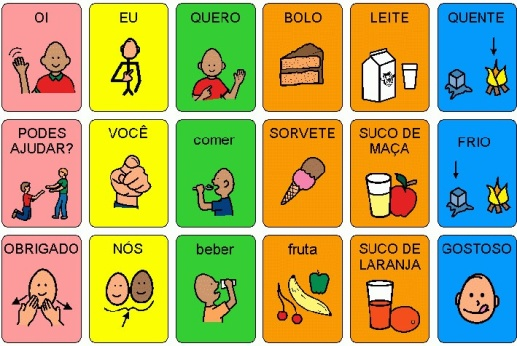 OI
EU
QUERO
BOLO
LEITE
QUENTE
PODES
AJUDAR?
VOCÊ
comer
SORVETE
SUCO DE
MAÇA
FRIO
OBRIGADO
NÓS
beber
fruta
SUCO DE
LARANJA
GOSTOSO